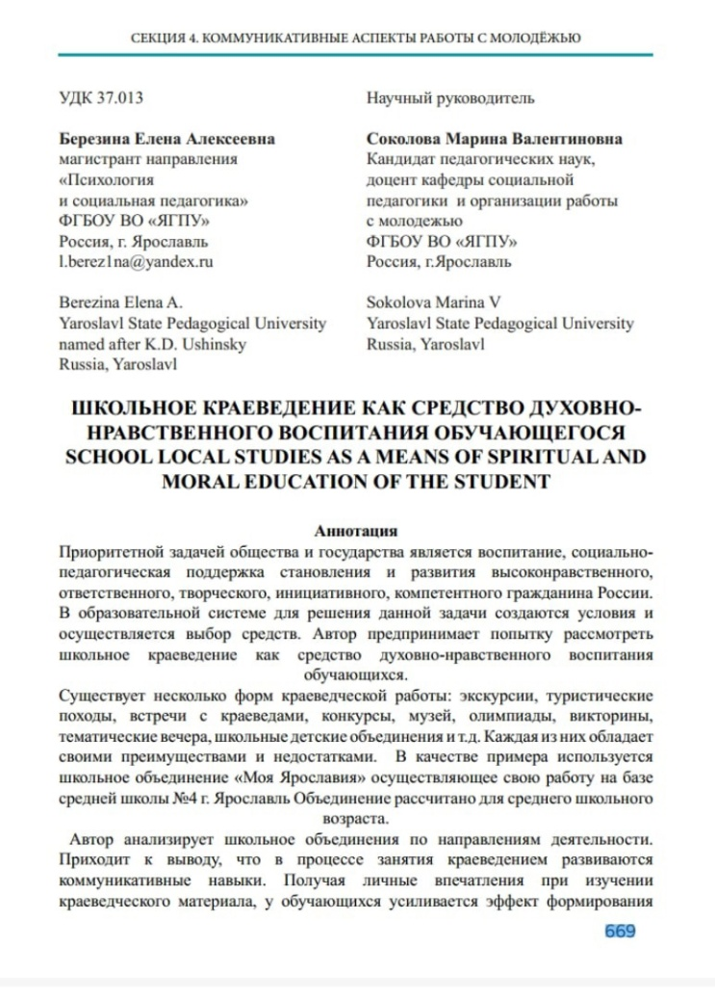 СЕКЦИЯ 4. КОММУНИКАТИВНЫЕ АСПЕКТЫ РАБОТЫ С МОЛОДЁЖЬЮ
УДК 37.013
Березина Елена Алексеевна
магистрант направления
«Психология
и социальная педагогика»
ФГБОУ ВО «ЯГПУ»
Россия, г. Ярославль
l.berez1na@yandex.ru
Berezina Elena A.
Yaroslavl State Pedagogical University
named after K.D. Ushinsky
Russia, Yaroslavl
Научный руководитель
Соколова Марина Валентиновна
Кандидат педагогических наук,
доцент кафедры социальной
педагогики и организации работы
с молодежью
ФГБОУ ВО «ЯГПУ»
Россия, г.Ярославль
Sokolova Marina V
Yaroslavl State Pedagogical University
Russia, Yaroslavl
ШКОЛЬНОЕ КРАЕВЕДЕНИЕ КАК СРЕДСТВО ДУХОВНО-
НРАВСТВЕННОГО ВОСПИТАНИЯ ОБУЧАЮЩЕГОСЯ
SCHOOL LOCAL STUDIES AS A MEANS OF SPIRITUAL AND
MORAL EDUCATION OF THE STUDENT
Аннотация
Приоритетной задачей общества и государства является воспитание, социально-
педагогическая поддержка становления и развития высоконравственного,
ответственного, творческого, инициативного, компетентного гражданина России.
В образовательной системе для решения данной задачи создаются условия и
осуществляется выбор средств. Автор предпринимает попытку рассмотреть
школьное краеведение как средство духовно-нравственного воспитания
обучающихся.
Существует несколько форм краеведческой работы: экскурсии, туристические
походы, встречи с краеведами, конкурсы, музей, олимпиады, викторины,
тематические вечера, школьные детские объединения и т.д. Каждая из них обладает
своими преимуществами и недостатками. В качестве примера используется
школьное объединение «Моя Ярославия» осуществляющее свою работу на базе
средней школы №4 г. Ярославль Объединение рассчитано для среднего школьного
возраста.
Автор анализирует школьное объединения по направлениям деятельности.
Приходит к выводу, что в процессе занятия краеведением развиваются
коммуникативные навыки. Получая личные впечатления при изучении
краеведческого материала, у обучающихся усиливается эффект формирования
669